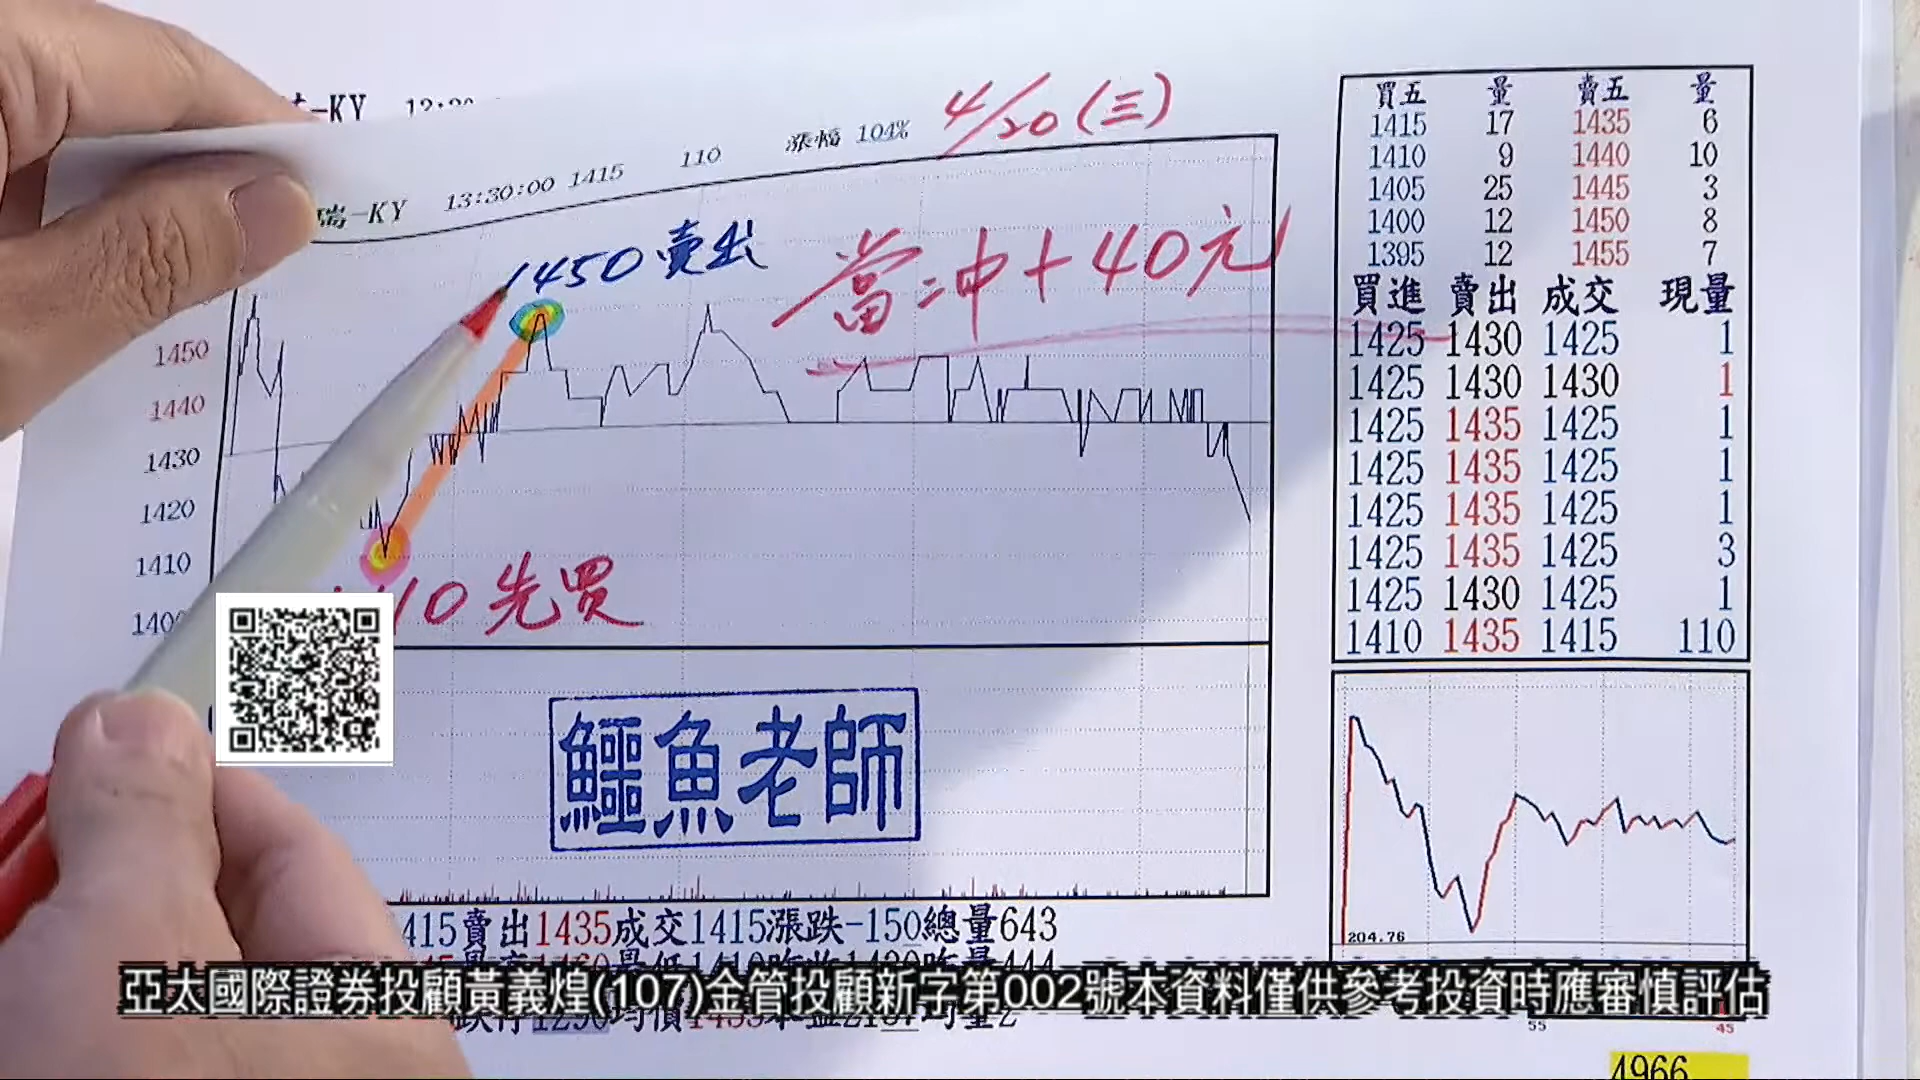 -KY
4/20(三)
瑞-KY 13:30:00 1415 110 漲幅 104%
1450 賣出
當沖+40元
1450
1440
1430
1420
1410
10 先買
鱷魚老師
買五 量 賣五 量
1415 17 1435 6
1410 9 1440 10
1405 25 1445 3
1400 12 1450 8
1395 12 1455 7
買進 賣出 成交 現量
1425 1430 1425 1
1425 1430 1430 1
1425 1435 1425 1
1425 1435 1425 1
1425 1435 1425 1
1425 1435 1425 3
1425 1430 1425 1
1410 1435 1415 110
204.76
415賣出1435成交1415漲跌-150總量643
亞太國際證券投顧黃義煌(107)金管投顧新字第002號本資料僅供參考投資時應審慎評估
55 45
4966